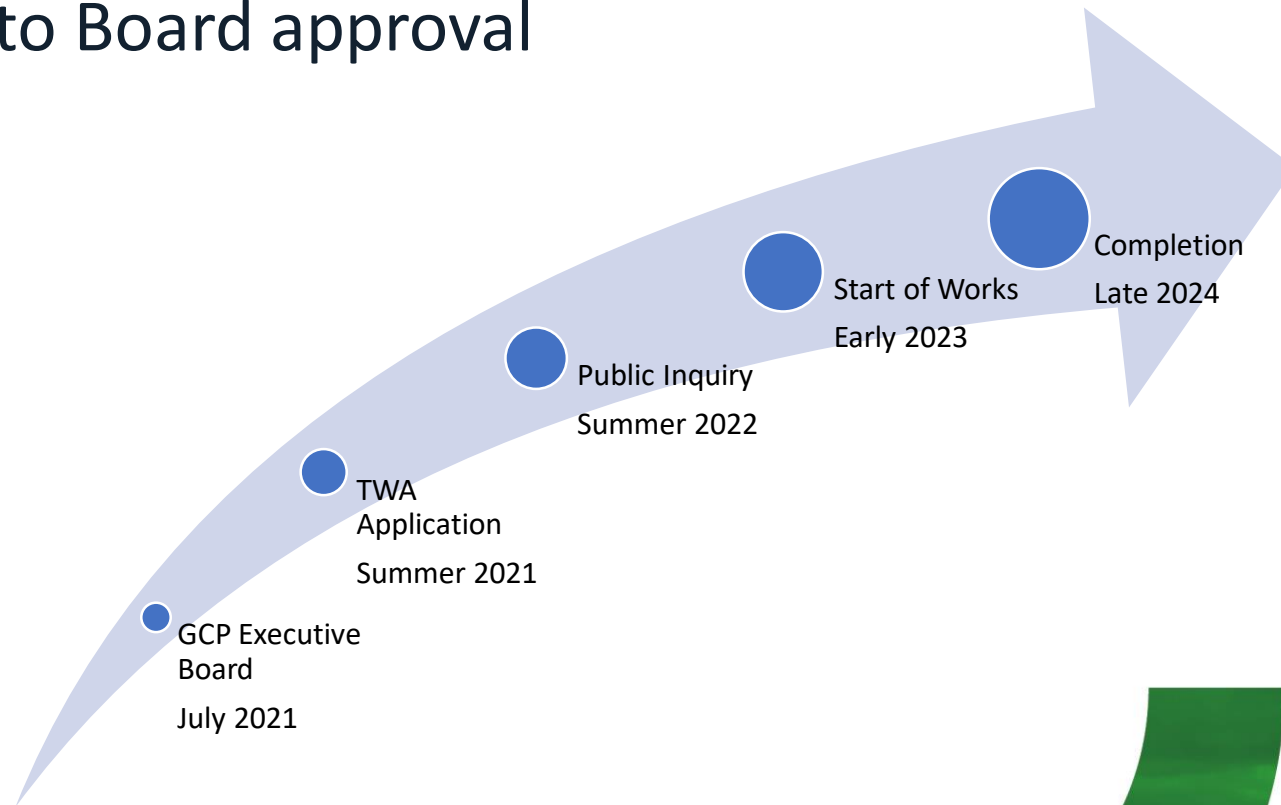 to Board approval
Completion
Late 2024
Start of Works
Early 2023
Public Inquiry
Summer 2022
TWA
Application
Summer 2021
GCP Executive
Board
July 2021